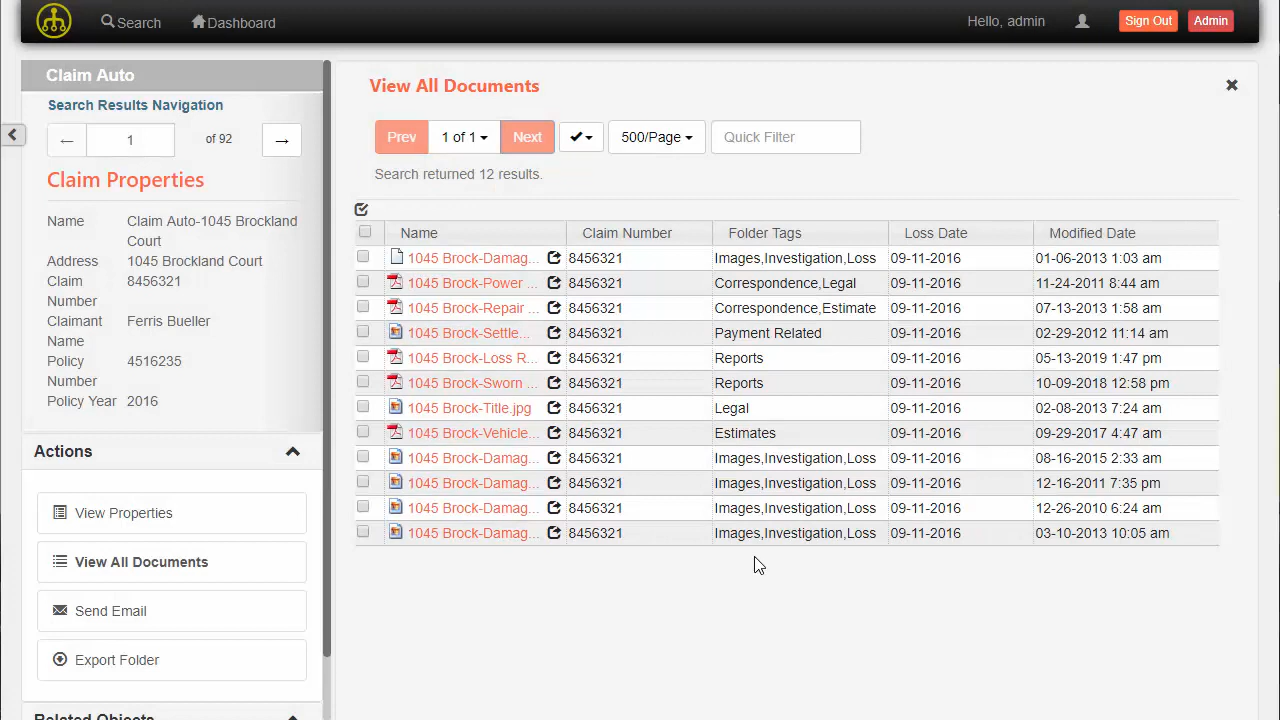 Search Dashboard Hello, admin Sign Out Admin
Claim Auto
Search Results Navigation
1 of 92
Claim Properties
Name Claim Auto-1045 Brockland
Court
Address 1045 Brockland Court
Claim 8456321
Number
Claimant Ferris Bueller
Name
Policy 4516235
Number
Policy Year 2016
Actions
View Properties
View All Documents
Send Email
Export Folder
Related Objects
View All Documents
Prev 1 of 1 Next 500/Page Quick Filter
Search returned 12 results.
Name Claim Number Folder Tags Loss Date Modified Date
1045 Brock-Damag... 8456321 Images,Investigation,Loss 09-11-2016 01-06-2013 1:03 am
1045 Brock-Power ... 8456321 Correspondence,Legal 09-11-2016 11-24-2011 8:44 am
1045 Brock-Repair ... 8456321 Correspondence,Estimate 09-11-2016 07-13-2013 1:58 am
1045 Brock-Settle... 8456321 Payment Related 09-11-2016 02-29-2012 11:14 am
1045 Brock-Loss R... 8456321 Reports 09-11-2016 05-13-2019 1:47 pm
1045 Brock-Sworn ... 8456321 Reports 09-11-2016 10-09-2018 12:58 pm
1045 Brock-Title.jpg 8456321 Legal 09-11-2016 02-08-2013 7:24 am
1045 Brock-Vehicle... 8456321 Estimates 09-11-2016 09-29-2017 4:47 am
1045 Brock-Damag... 8456321 Images,Investigation,Loss 09-11-2016 08-16-2015 2:33 am
1045 Brock-Damag... 8456321 Images,Investigation,Loss 09-11-2016 12-16-2011 7:35 pm
1045 Brock-Damag... 8456321 Images,Investigation,Loss 09-11-2016 12-26-2010 6:24 am
1045 Brock-Damag... 8456321 Images,Investigation,Loss 09-11-2016 03-10-2013 10:05 am